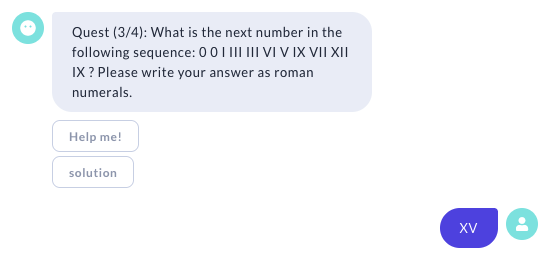 Quest (3/4): What is the next number in the
following sequence: 0 0 I III III VI V IX VII XII
IX ? Please write your answer as roman
numerals.
Help me!
solution
XV